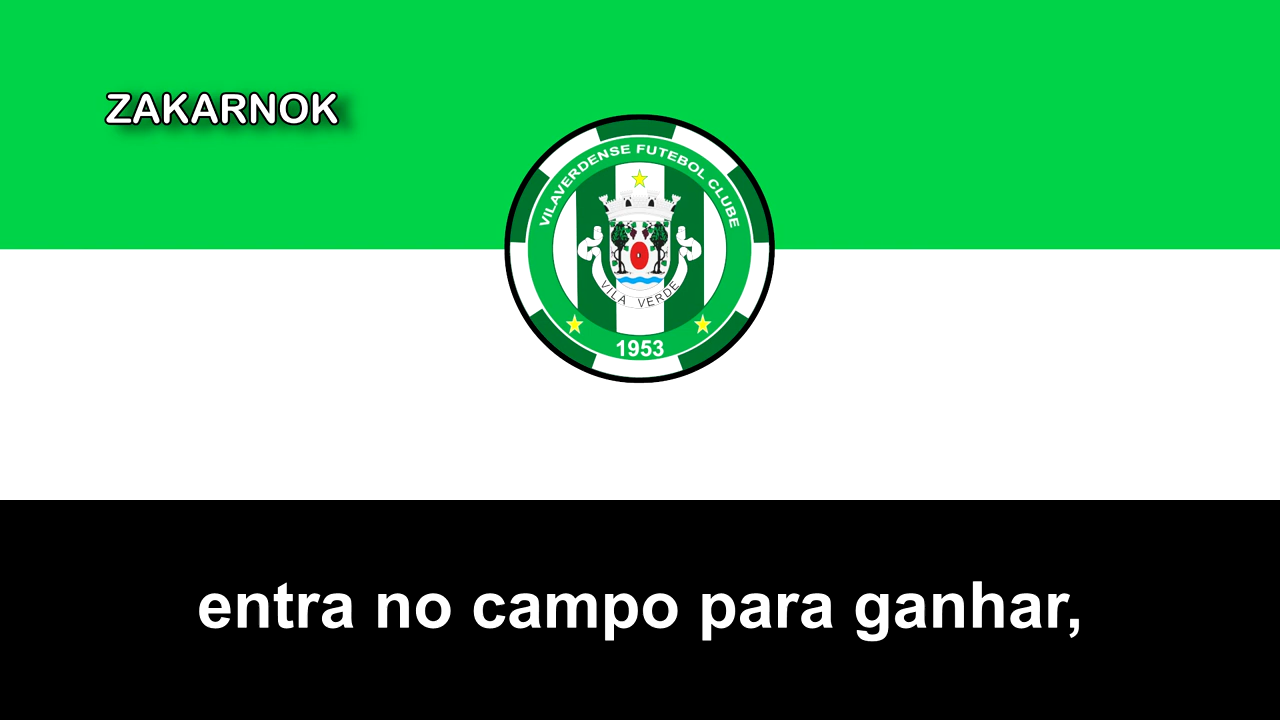 ZAKARNOK
VILAVERDENSE FUTEBOL CLUBE
VILA VERDE
1953
entra no campo para ganhar,